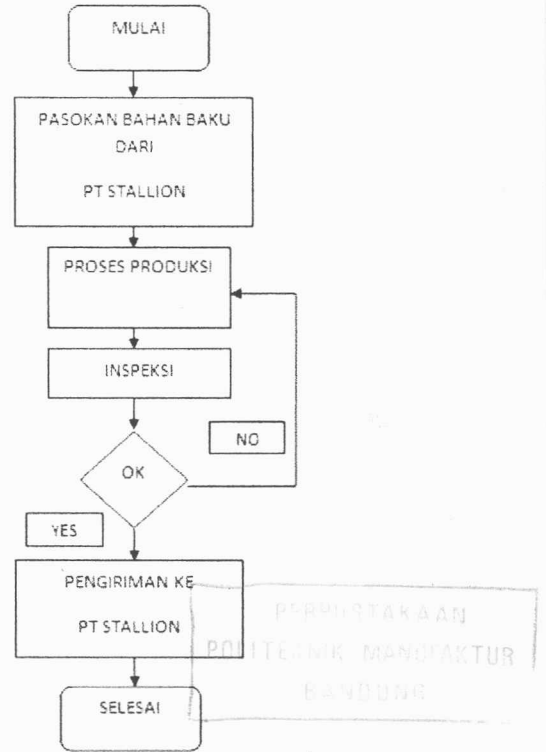 MULAI
PASOKAN BAHAN BAKU
DARI
PT STALLION
PROSES PRODUKSI
INSPEKSI
NO
OK
YES
PENGIRIMAN KE
PT STALLION
PERPUSTAKAAN
POLITEKNIK MANUFAKTUR
BANDUNG
SELESAI